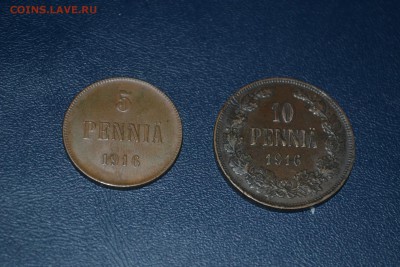 COINS.LAVE.RU
5
PENNIÄ
1916
10
PENNIÄ
1916